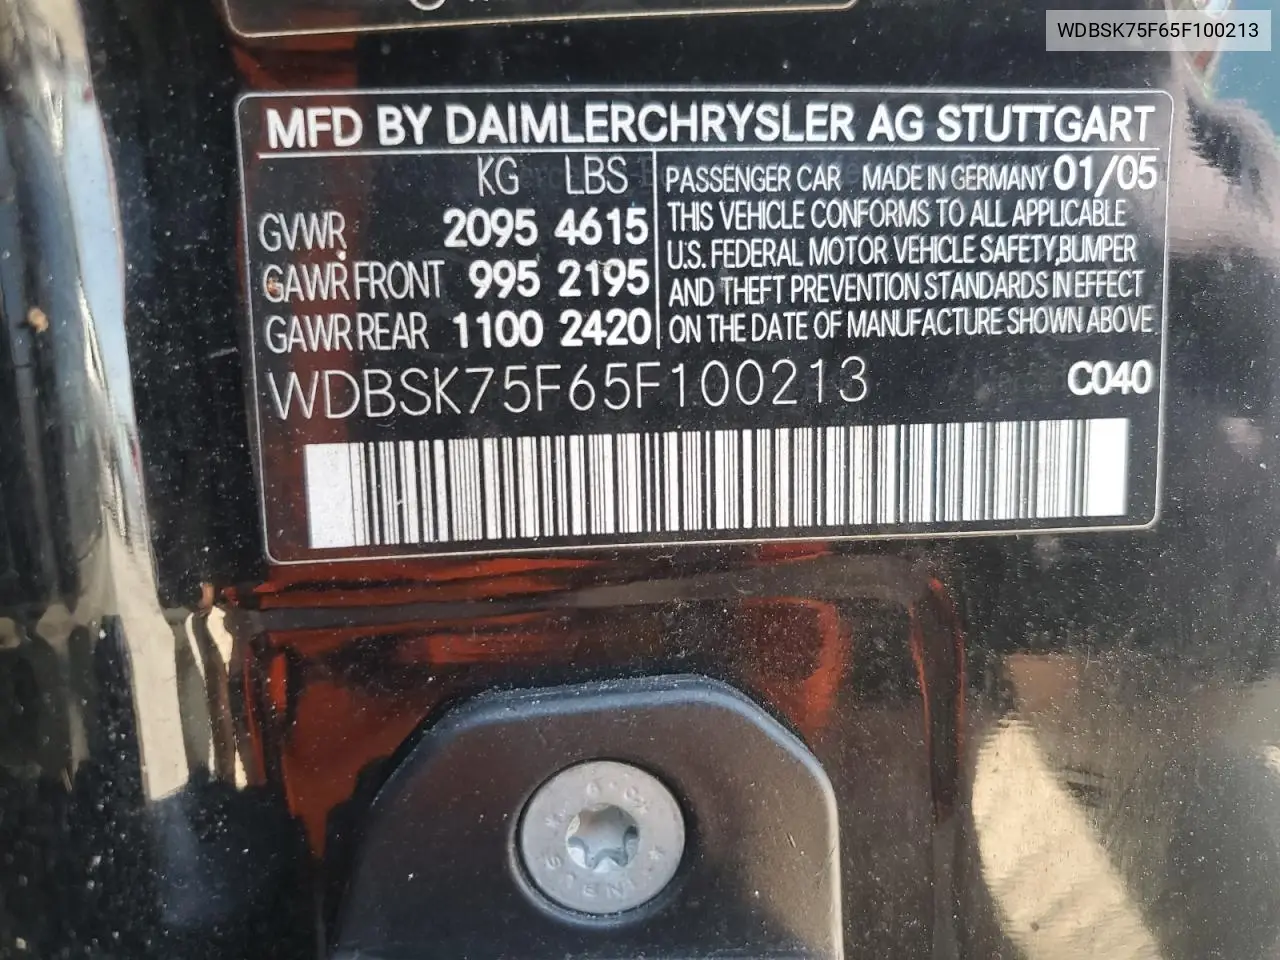 WDBSK75F65F100213
MFD BY DAIMLERCHRYSLER AG STUTTGART
KG LBS
GVWR 2095 4615
GAWR FRONT 995 2195
GAWR REAR 1100 2420
PASSENGER CAR MADE IN GERMANY 01/05
THIS VEHICLE CONFORMS TO ALL APPLICABLE
U.S. FEDERAL MOTOR VEHICLE SAFETY, BUMPER
AND THEFT PREVENTION STANDARDS IN EFFECT
ON THE DATE OF MANUFACTURE SHOWN ABOVE
WDBSK75F65F100213 C040